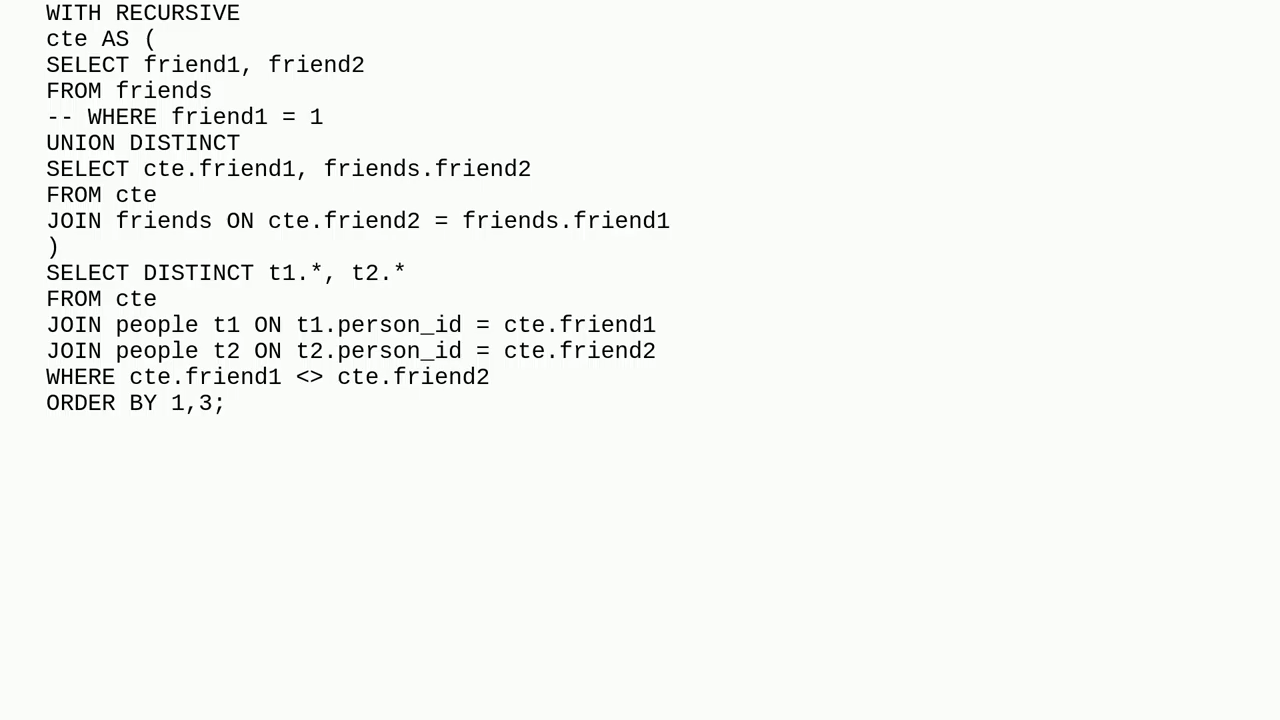 WITH RECURSIVE
cte AS (
SELECT friend1, friend2
FROM friends
-- WHERE friend1 = 1
UNION DISTINCT
SELECT cte.friend1, friends.friend2
FROM cte
JOIN friends ON cte.friend2 = friends.friend1
)
SELECT DISTINCT t1.*, t2.*
FROM cte
JOIN people t1 ON t1.person_id = cte.friend1
JOIN people t2 ON t2.person_id = cte.friend2
WHERE cte.friend1 <> cte.friend2
ORDER BY 1,3;